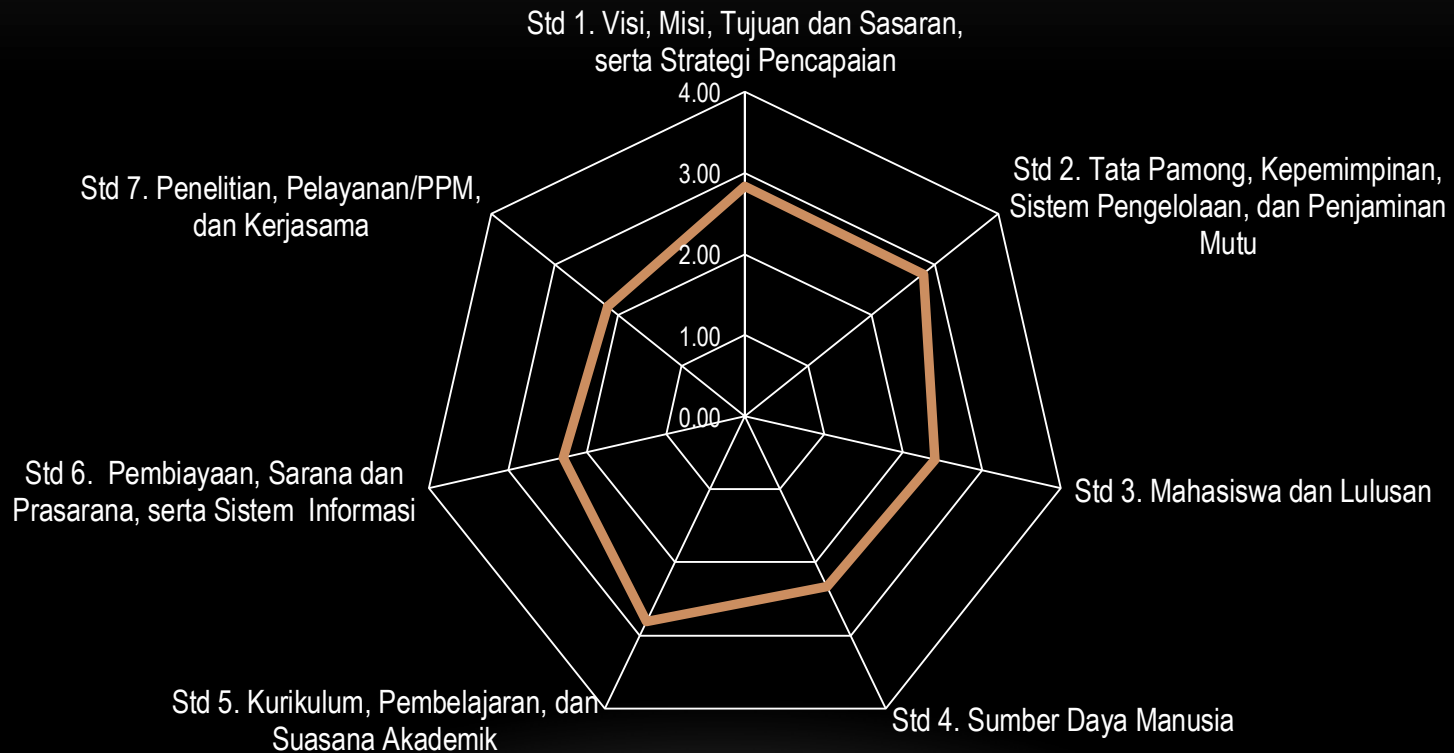 Std 1. Visi, Misi, Tujuan dan Sasaran,
serta Strategi Pencapaian
4.00
3.00
2.00
1.00
0.00
Std 2. Tata Pamong, Kepemimpinan,
Sistem Pengelolaan, dan Penjaminan
Mutu
Std 3. Mahasiswa dan Lulusan
Std 4. Sumber Daya Manusia
Std 5. Kurikulum, Pembelajaran, dan
Suasana Akademik
Std 6. Pembiayaan, Sarana dan
Prasarana, serta Sistem Informasi
Std 7. Penelitian, Pelayanan/PPM,
dan Kerjasama